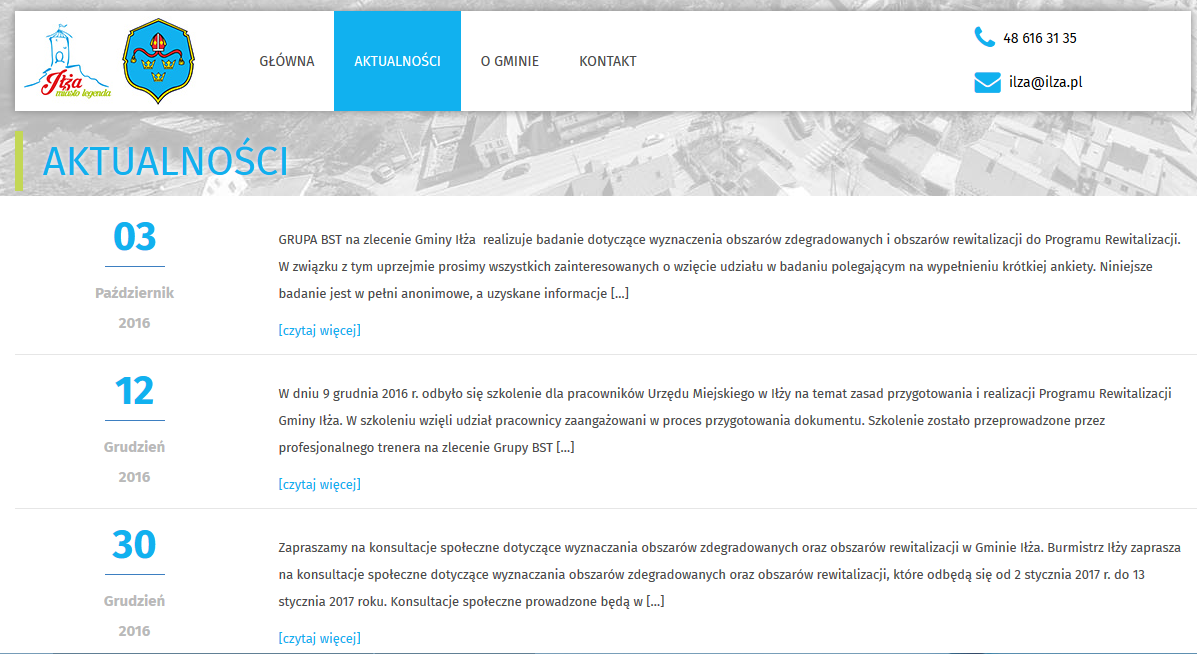 Iłża
miasto legenda
GŁÓWNA
AKTUALNOŚCI
O GMINIE
KONTAKT
48 616 31 35
ilza@ilza.pl
AKTUALNOŚCI
03
Październik
2016
GRUPA BST na zlecenie Gminy Iłża  realizuje badanie dotyczące wyznaczenia obszarów zdegradowanych i obszarów rewitalizacji do Programu Rewitalizacji.
W związku z tym uprzejmie prosimy wszystkich zainteresowanych o wzięcie udziału w badaniu polegającym na wypełnieniu krótkiej ankiety. Niniejsze
badanie jest w pełni anonimowe, a uzyskane informacje [...]
[czytaj więcej]
12
Grudzień
2016
W dniu 9 grudnia 2016 r. odbyło się szkolenie dla pracowników Urzędu Miejskiego w Iłży na temat zasad przygotowania i realizacji Programu Rewitalizacji
Gminy Iłża. W szkoleniu wzięli udział pracownicy zaangażowani w proces przygotowania dokumentu. Szkolenie zostało przeprowadzone przez
profesjonalnego trenera na zlecenie Grupy BST [...]
[czytaj więcej]
30
Grudzień
2016
Zapraszamy na konsultacje społeczne dotyczące wyznaczania obszarów zdegradowanych oraz obszarów rewitalizacji w Gminie Iłża. Burmistrz Iłży zaprasza
na konsultacje społeczne dotyczące wyznaczania obszarów zdegradowanych oraz obszarów rewitalizacji, które odbędą się od 2 stycznia 2017 r. do 13
stycznia 2017 roku. Konsultacje społeczne prowadzone będą w [...]
[czytaj więcej]